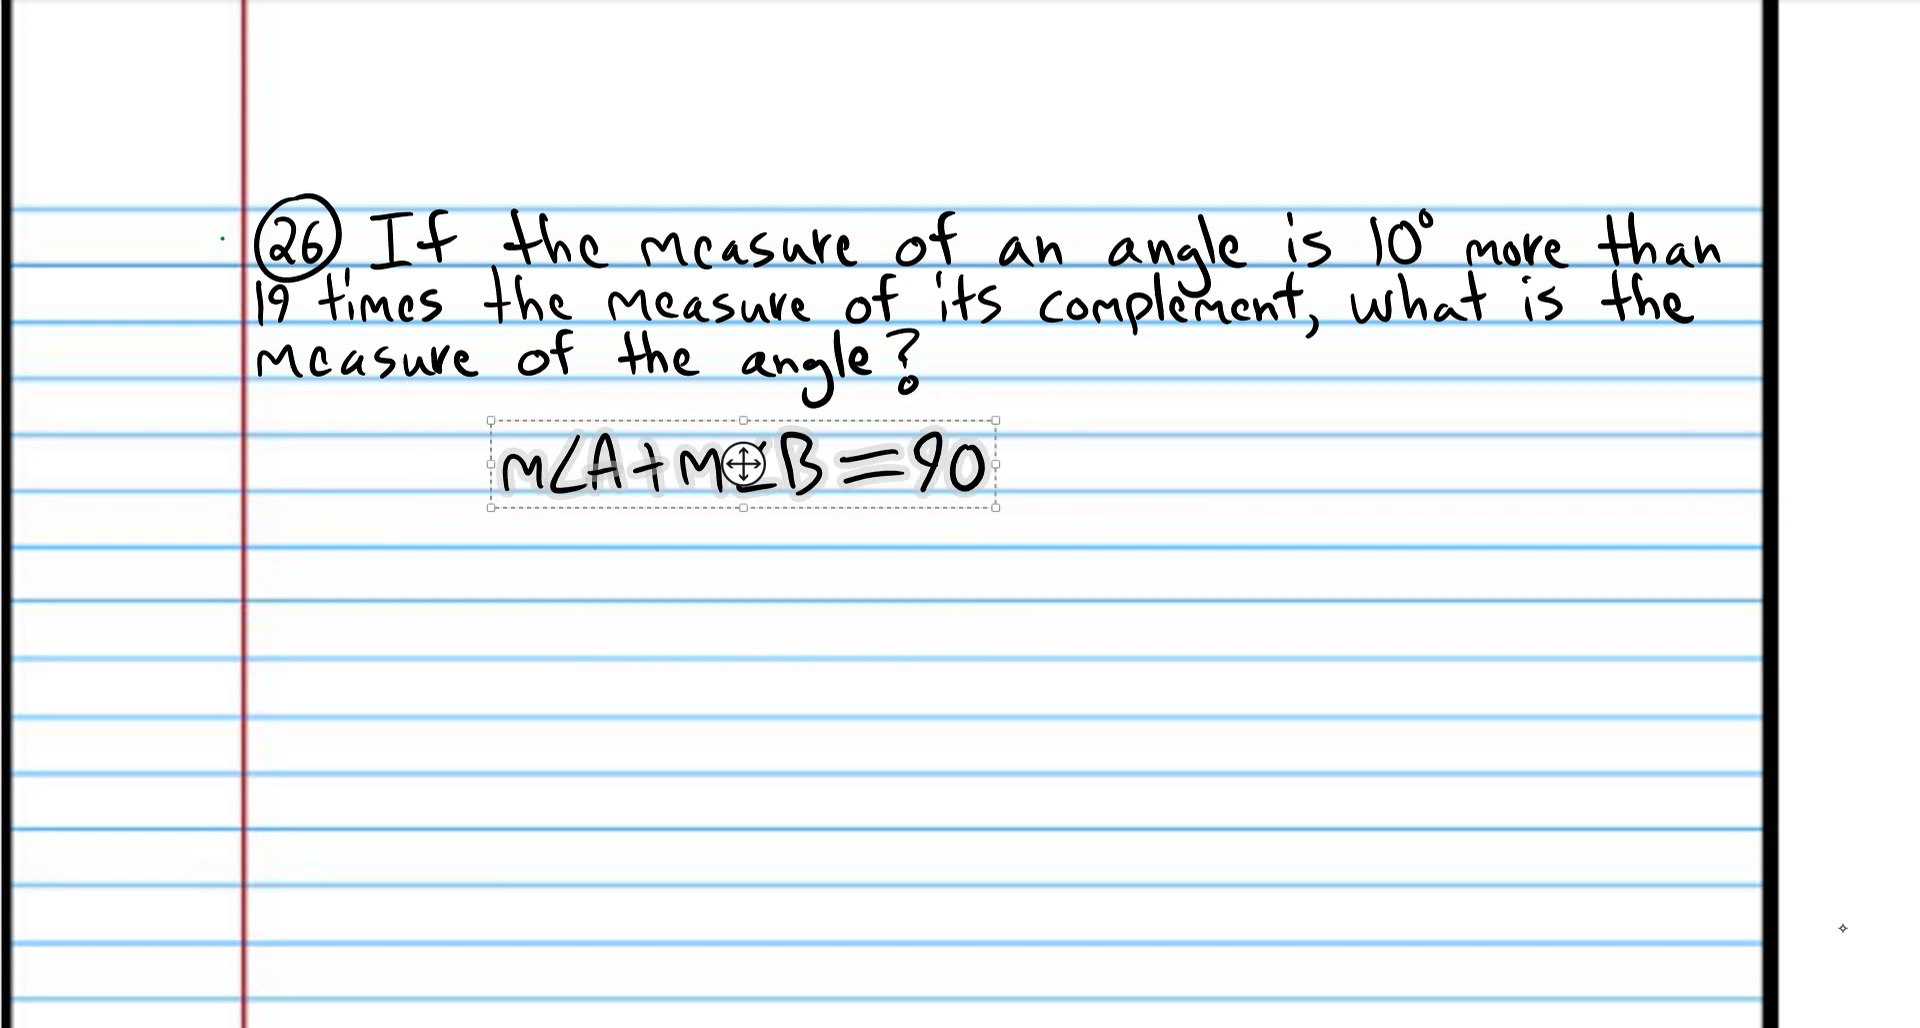 26 If the measure of an angle is 10° more than
19 times the measure of its complement, what is the
measure of the angle?
m∠A+m∠B=90